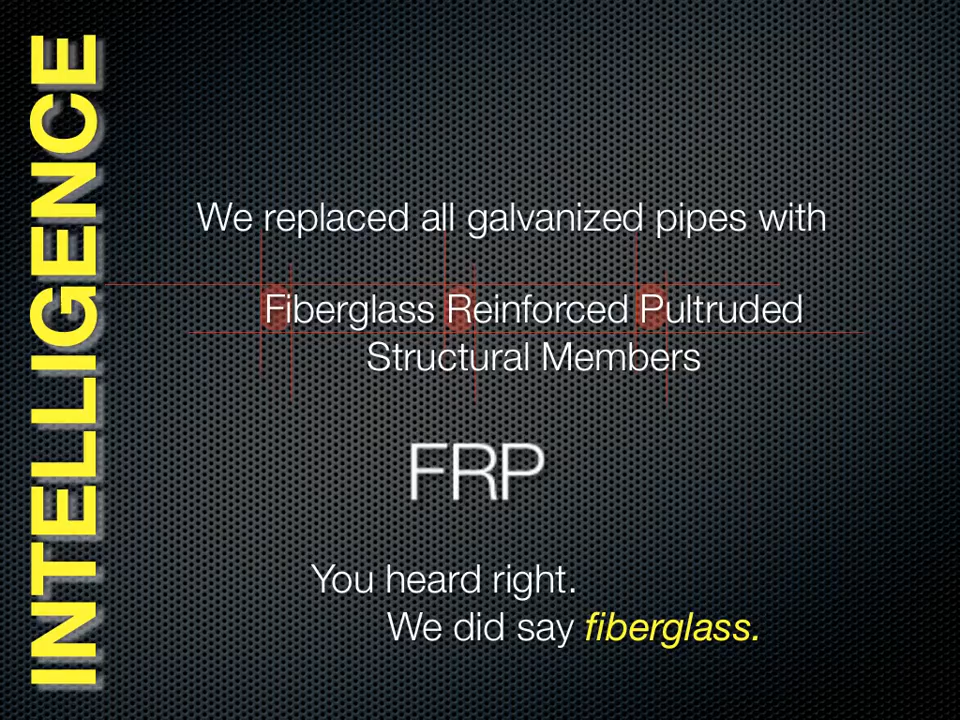 INTELLIGENCE
We replaced all galvanized pipes with
Fiberglass Reinforced Pultruded
Structural Members
FRP
You heard right.
We did say fiberglass.